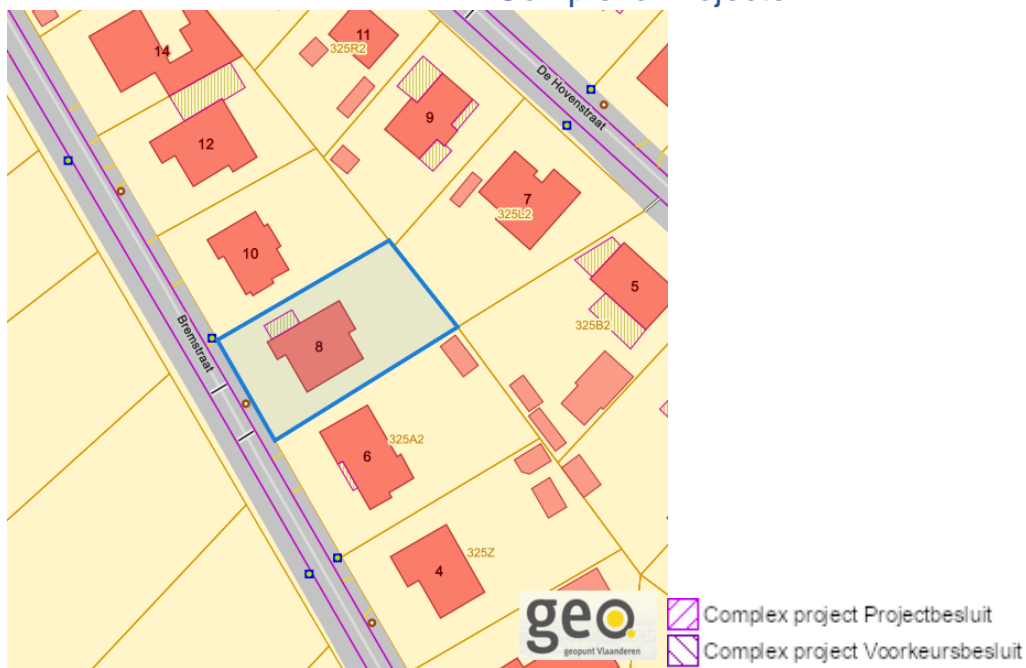 14
11
325R2
De Hovenstraat
9
12
7
325L2
10
5
325B2
Bremstraat
8
325A2
6
325Z
4
geo.
geopunt Vlaanderen
Complex project Projectbesluit
Complex project Voorkeursbesluit